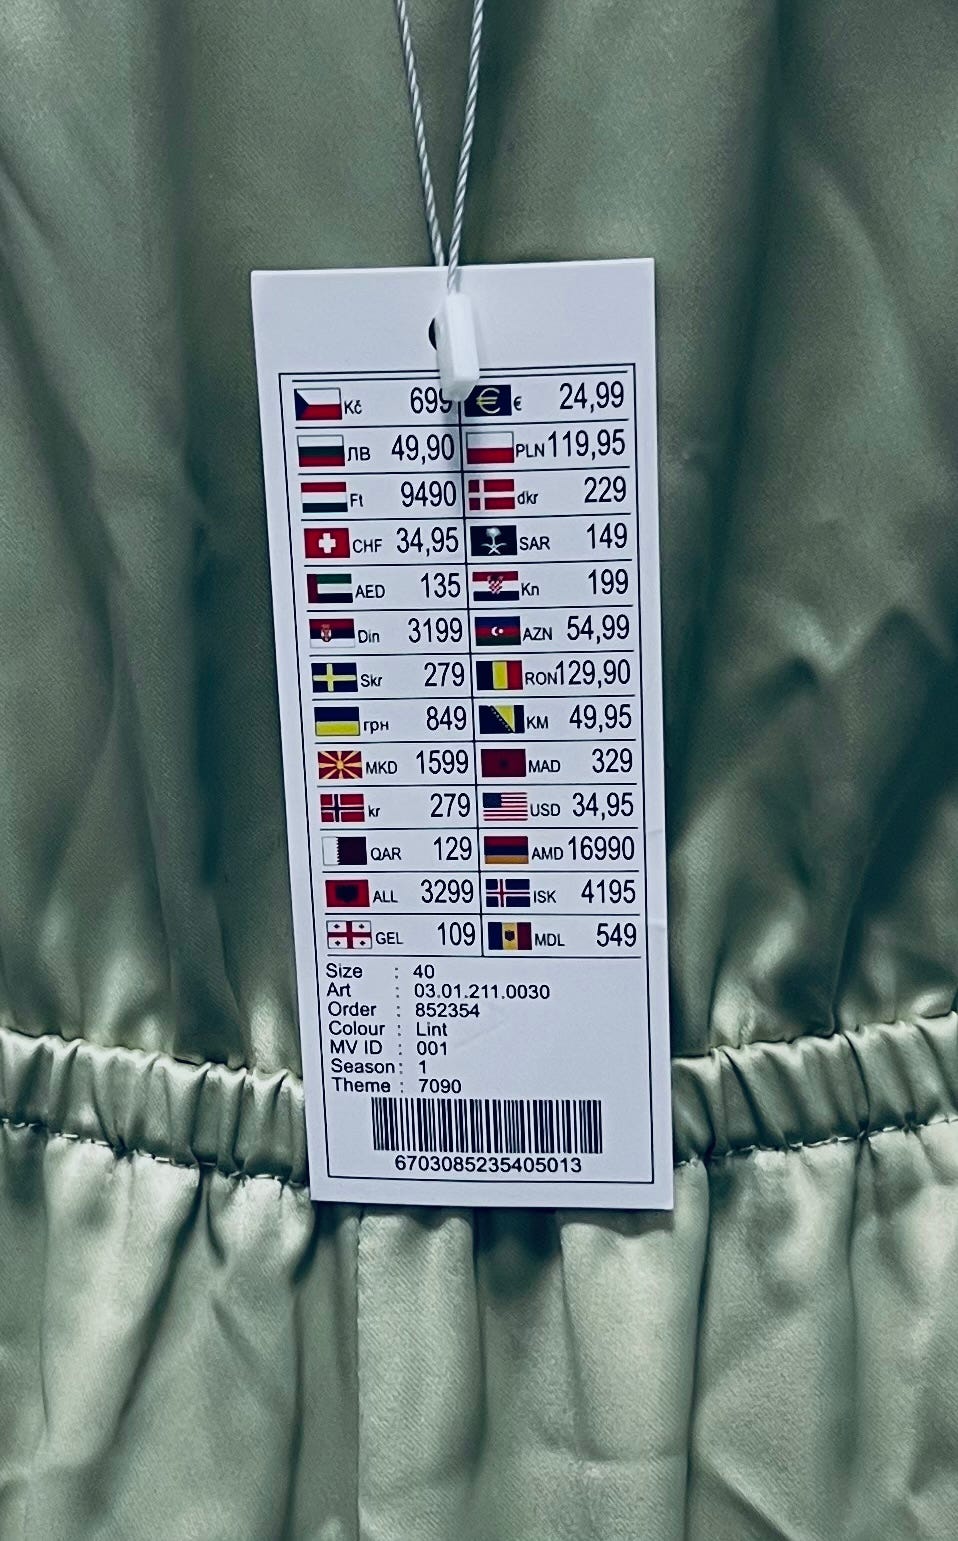 Kč 699 € 24,99
ЛВ 49,90 PLN 119,95
Ft 9490 dkr 229
CHF 34,95 SAR 149
AED 135 Kn 199
Din 3199 AZN 54,99
Skr 279 RON 129,90
грн 849 KM 49,95
MKD 1599 MAD 329
kr 279 USD 34,95
QAR 129 AMD 16990
ALL 3299 ISK 4195
GEL 109 MDL 549
Size : 40
Art : 03.01.211.0030
Order : 852354
Colour : Lint
MV ID : 001
Season : 1
Theme : 7090
6703085235405013